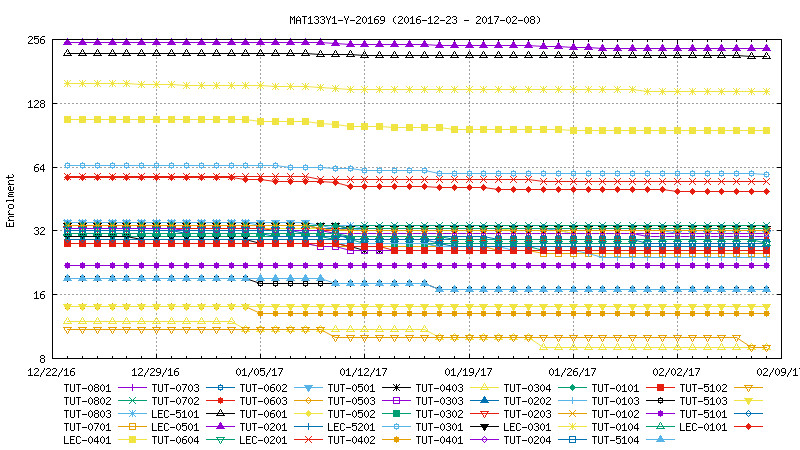 MAT133Y1-Y-20169 (2016-12-23 - 2017-02-08)
256
128
64
32
16
8
Enrolment
12/22/16 12/29/16 01/05/17 01/12/17 01/19/17 01/26/17 02/02/17 02/09/17
TUT-0801 TUT-0703 TUT-0602 TUT-0501 TUT-0403 TUT-0304 TUT-0101 TUT-5102
TUT-0802 TUT-0702 TUT-0603 TUT-0503 TUT-0303 TUT-0202 TUT-0103 TUT-5103
TUT-0803 LEC-5101 TUT-0601 TUT-0502 TUT-0302 TUT-0203 TUT-0102 TUT-5101
TUT-0701 LEC-0501 TUT-0201 LEC-5201 TUT-0301 LEC-0301 TUT-0104 LEC-0101
LEC-0401 TUT-0604 LEC-0201 TUT-0402 TUT-0401 TUT-0204 TUT-5104